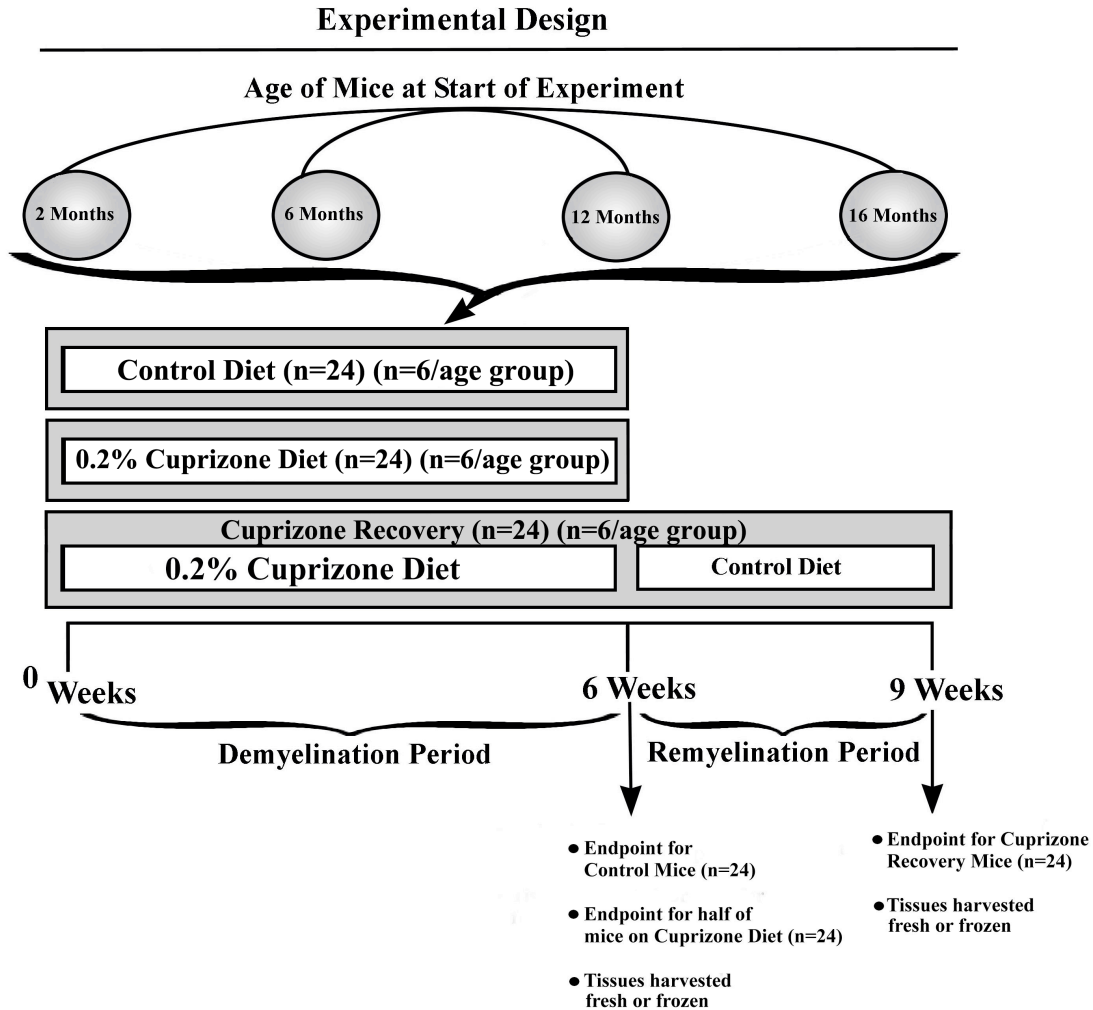 Experimental Design
Age of Mice at Start of Experiment
2 Months
6 Months
12 Months
16 Months
Control Diet (n=24) (n=6/age group)
0.2% Cuprizone Diet (n=24) (n=6/age group)
Cuprizone Recovery (n=24) (n=6/age group)
0.2% Cuprizone Diet
Control Diet
0 Weeks
6 Weeks
9 Weeks
Demyelination Period
Remyelination Period
• Endpoint for
Control Mice (n=24)
• Endpoint for half of
mice on Cuprizone Diet (n=24)
• Tissues harvested
fresh or frozen
• Endpoint for Cuprizone
Recovery Mice (n=24)
• Tissues harvested
fresh or frozen